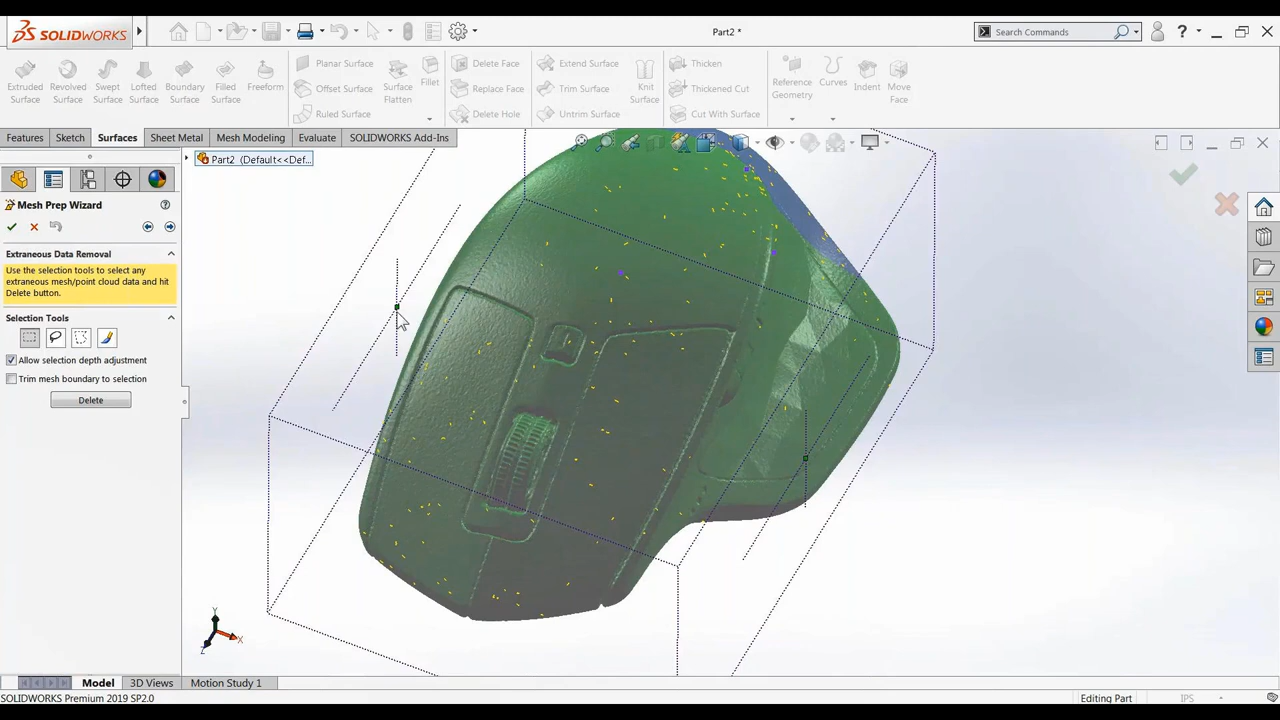 SOLIDWORKS
Part2 *
Search Commands
Extruded Surface
Revolved Surface
Swept Surface
Lofted Surface
Boundary Surface
Filled Surface
Freeform
Planar Surface
Offset Surface
Ruled Surface
Surface Flatten
Fillet
Delete Face
Replace Face
Delete Hole
Extend Surface
Trim Surface
Untrim Surface
Knit Surface
Thicken
Thickened Cut
Cut With Surface
Reference Geometry
Curves
Indent
Move Face
Features
Sketch
Surfaces
Sheet Metal
Mesh Modeling
Evaluate
SOLIDWORKS Add-Ins
Part2 (Default<<Def...
Mesh Prep Wizard
Extraneous Data Removal
Use the selection tools to select any
extraneous mesh/point cloud data and hit
Delete button.
Selection Tools
Allow selection depth adjustment
Trim mesh boundary to selection
Delete
Y
X
Z
Model
3D Views
Motion Study 1
SOLIDWORKS Premium 2019 SP2.0
Editing Part
IPS